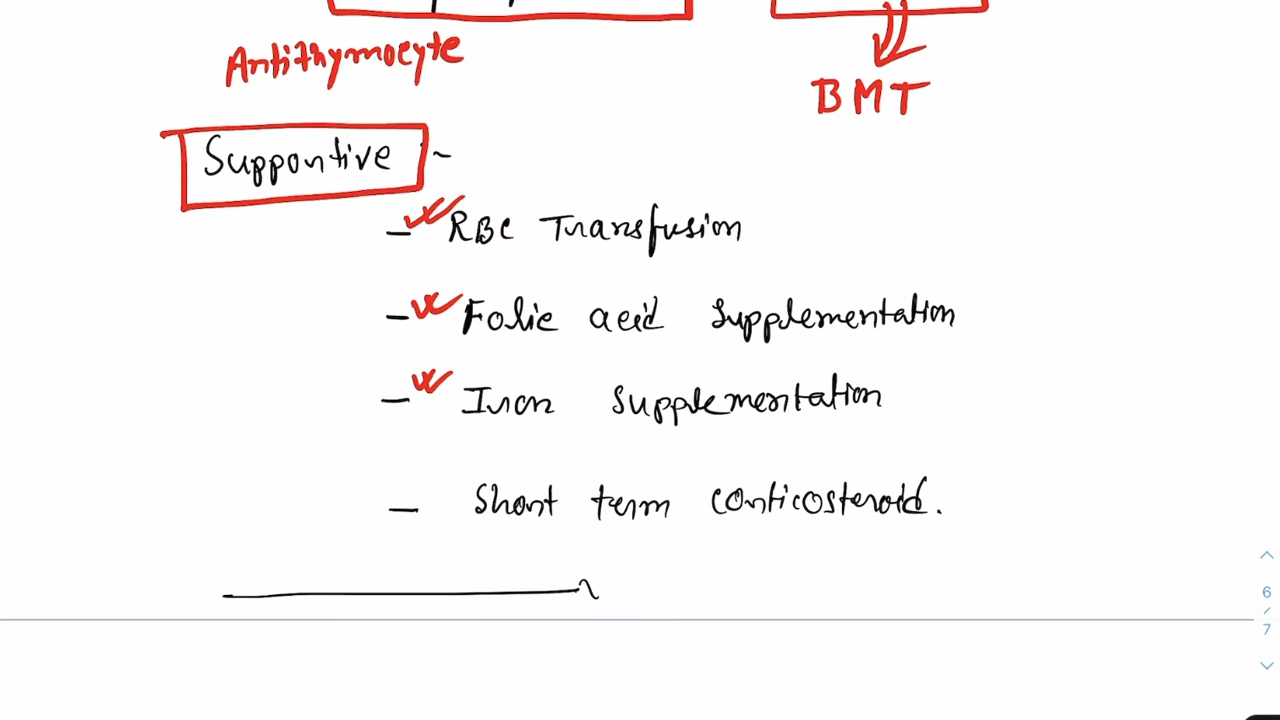 Antithymocyte
BMT
Supportive ~
- RBC Transfusion
- Folic acid Supplementation
- Iron Supplementation
- Short term corticosteroid.
6
/
7